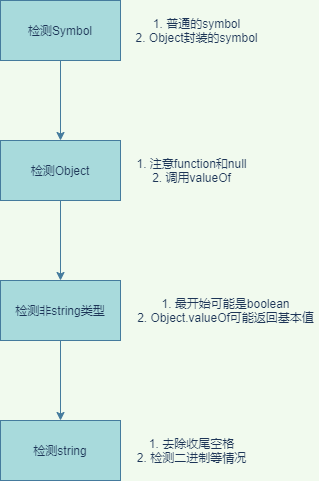 检测Symbol
1. 普通的symbol
2. Object封装的symbol
检测Object
1. 注意function和null
2. 调用valueOf
检测非string类型
1. 最开始可能是boolean
2. Object.valueOf可能返回基本值
检测string
1. 去除收尾空格
2. 检测二进制等情况